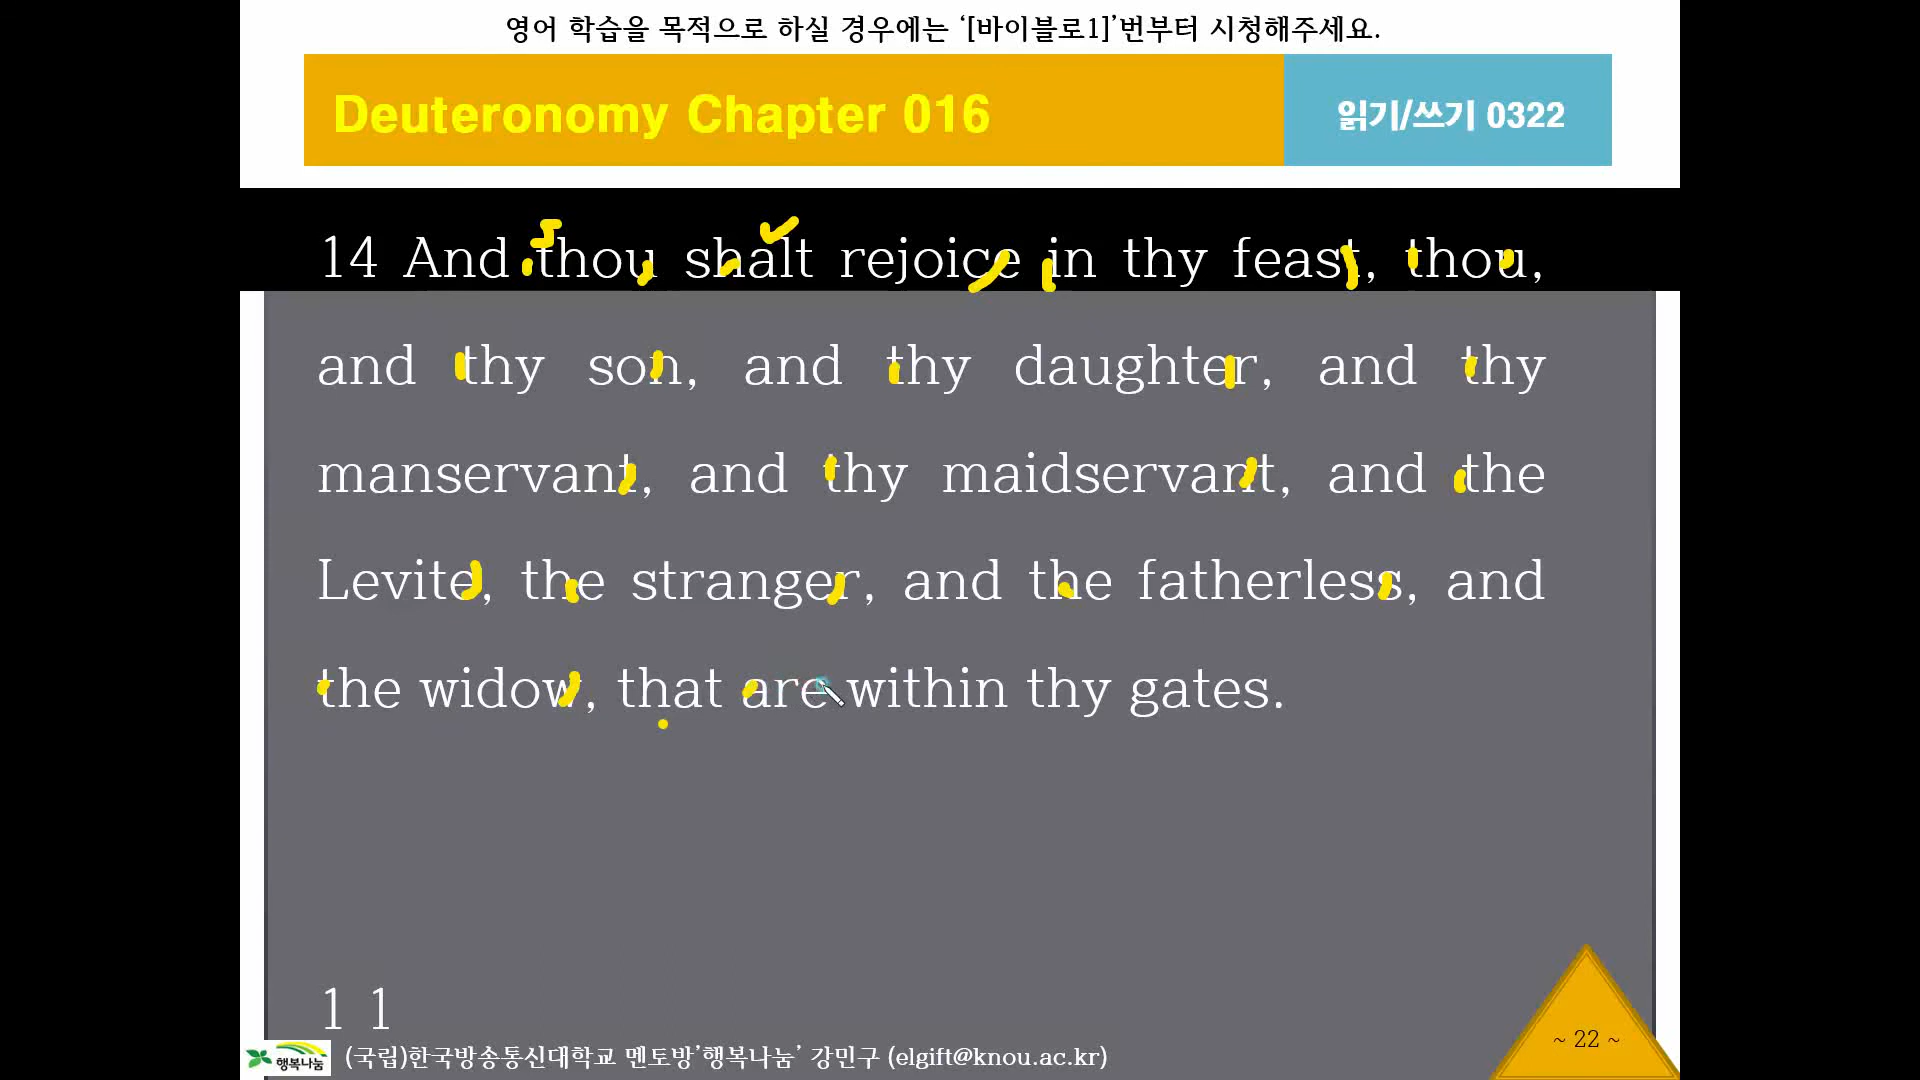 영어 학습을 목적으로 하실 경우에는 ‘[바이블로1]’번부터 시청해주세요.
Deuteronomy Chapter 016
읽기/쓰기 0322
14 And thou shalt rejoice in thy feast, thou,
and thy son, and thy daughter, and thy
manservant, and thy maidservant, and the
Levite, the stranger, and the fatherless, and
the widow, that are within thy gates.
1 1
행복나눔
(국립)한국방송통신대학교 멘토방’행복나눔’ 강민구 (elgift@knou.ac.kr)
~ 22 ~